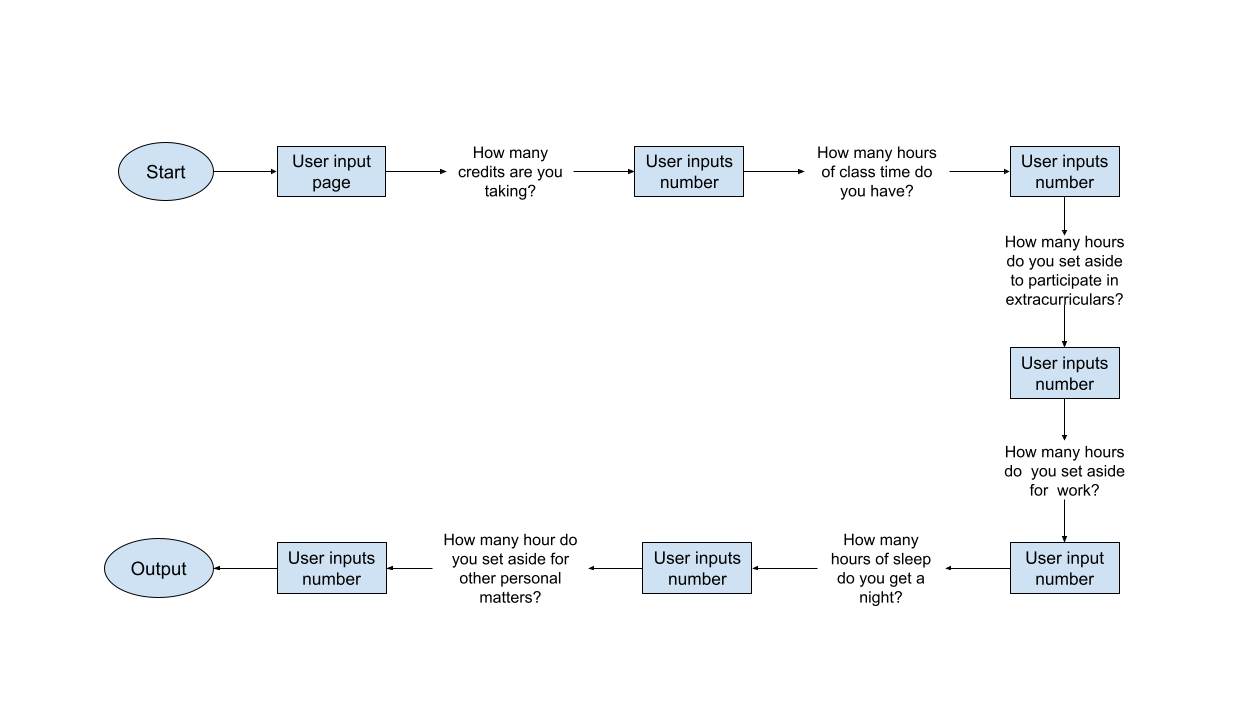 Start
User input
page
How many
credits are you
taking?
User inputs
number
How many hours
of class time do
you have?
User inputs
number
How many hours
do you set aside
to participate in
extracurriculars?
User inputs
number
How many hours
do  you set aside
for  work?
User input
number
How many
hours of sleep
do you get a
night?
User inputs
number
How many hour do
you set aside for
other personal
matters?
User inputs
number
Output